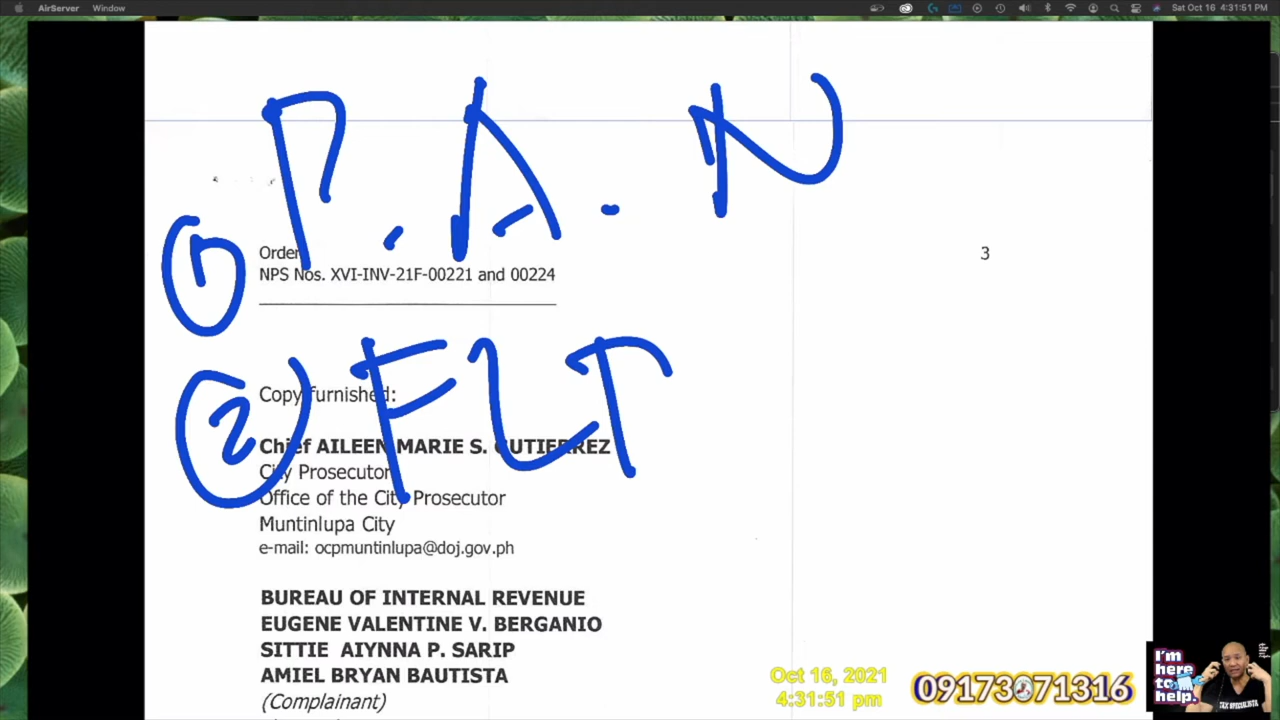 AirServer Window Sat Oct 16 4:31:51 PM
① P.A.N
Order 3
NPS Nos. XVI-INV-21F-00221 and 00224
② FLT
Copy furnished:
Chief AILEEN MARIE S. GUTIERREZ
City Prosecutor
Office of the City Prosecutor
Muntinlupa City
e-mail: ocpmuntinlupa@doj.gov.ph
BUREAU OF INTERNAL REVENUE
EUGENE VALENTINE V. BERGANIO
SITTIE AIYNNA P. SARIP
AMIEL BRYAN BAUTISTA
(Complainant)
Oct 16, 2021
4:31:51 pm
09173071316
I'm
here
to
help.
TAX SPECIALISTA